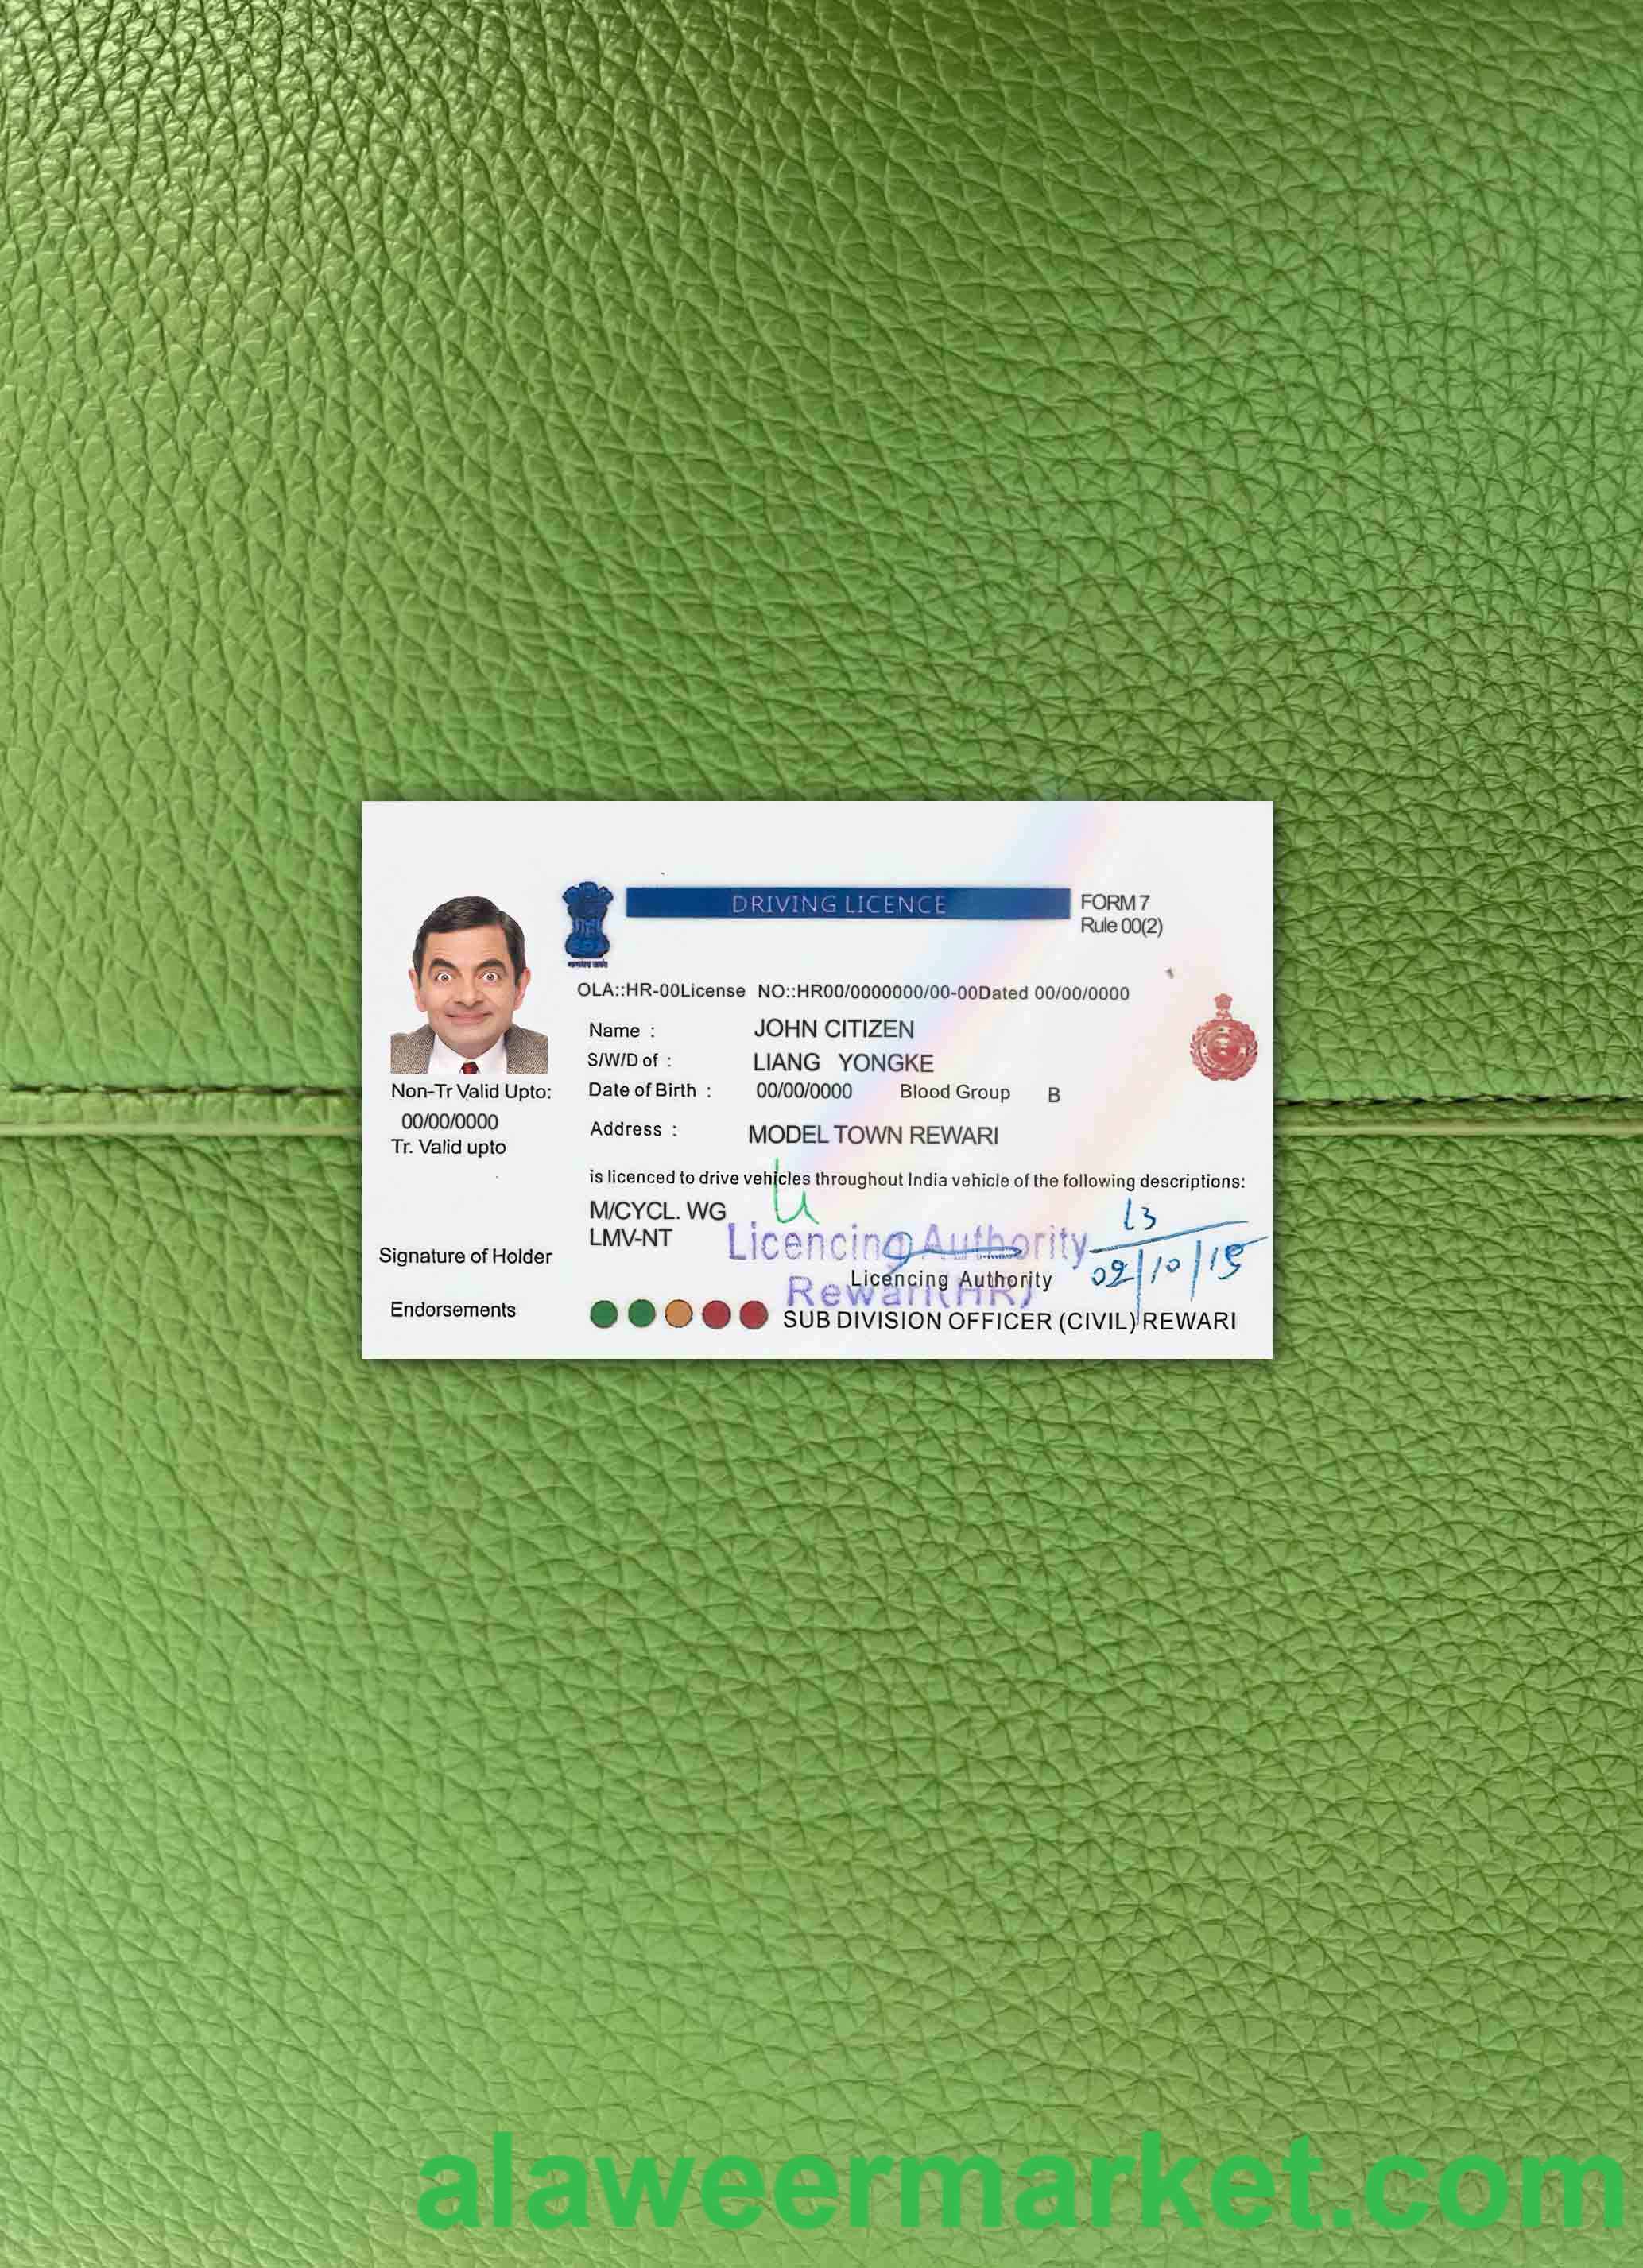 DRIVING LICENCE
FORM 7
Rule 00(2)
OLA::HR-00License NO::HR00/0000000/00-00Dated 00/00/0000
Name : JOHN CITIZEN
S/W/D of : LIANG YONGKE
Date of Birth : 00/00/0000 Blood Group B
Address : MODEL TOWN REWARI
Non-Tr Valid Upto:
00/00/0000
Tr. Valid upto
is licenced to drive vehicles throughout India vehicle of the following descriptions:
M/CYCL. WG
LMV-NT
Licencing Authority
Rewari(HR)
13
02/10/15
Signature of Holder
Licencing Authority
Endorsements
SUB DIVISION OFFICER (CIVIL) REWARI
alaweermarket.com